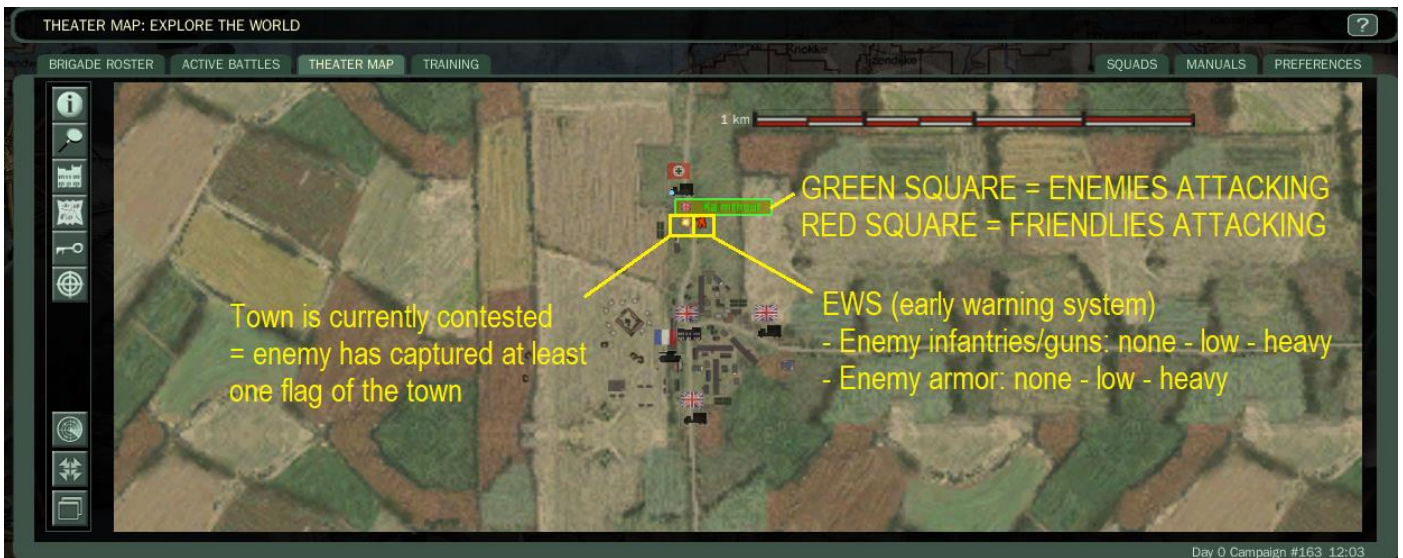 THEATER MAP: EXPLORE THE WORLD
?
Knokke
BRIGADE ROSTER ACTIVE BATTLES THEATER MAP TRAINING SQUADS MANUALS PREFERENCES
1 km
GREEN SQUARE = ENEMIES ATTACKING
RED SQUARE = FRIENDLIES ATTACKING
Town is currently contested
= enemy has captured at least
one flag of the town
EWS (early warning system)
- Enemy infantries/guns: none - low - heavy
- Enemy armor: none - low - heavy
Day 0 Campaign #163 12:03